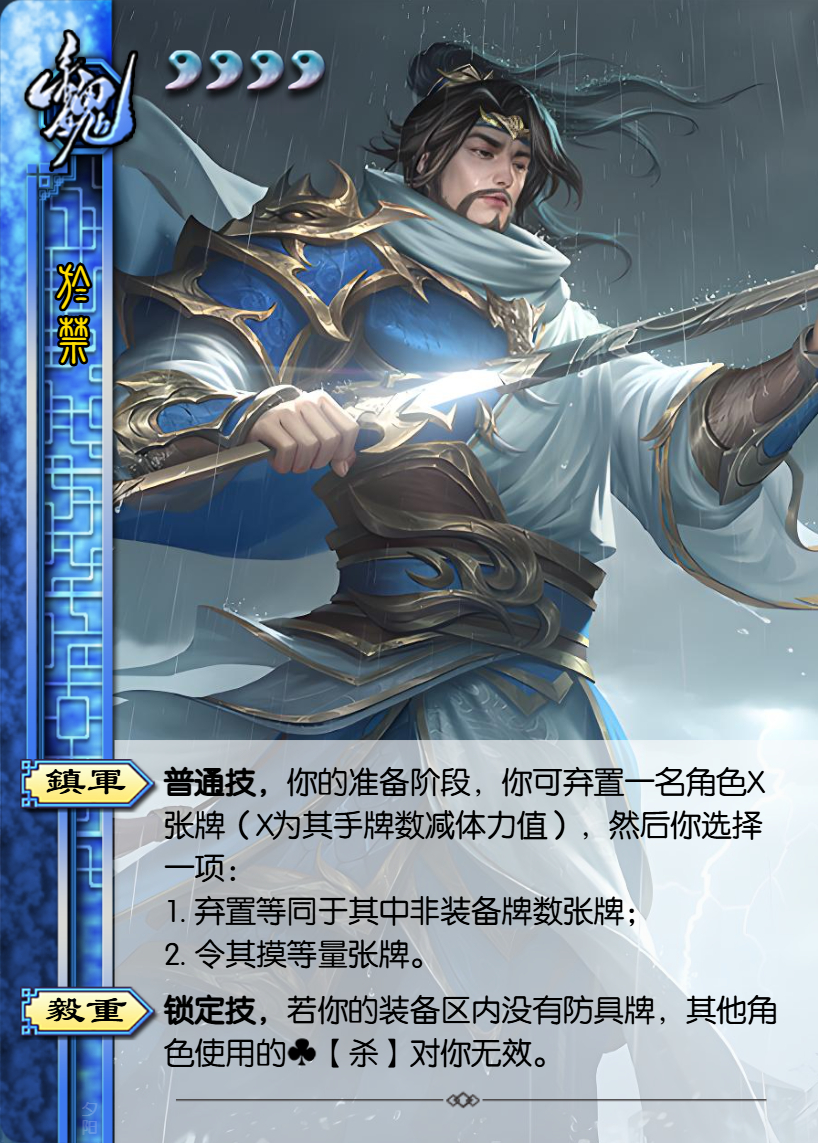 魏
於禁
鎮軍
普通技，你的准备阶段，你可弃置一名角色X
张牌（X为其手牌数减体力值），然后你选择
一项：
1. 弃置等同于其中非装备牌数张牌；
2. 令其摸等量张牌。
毅重
锁定技，若你的装备区内没有防具牌，其他角
色使用的♣【杀】对你无效。
夕阳